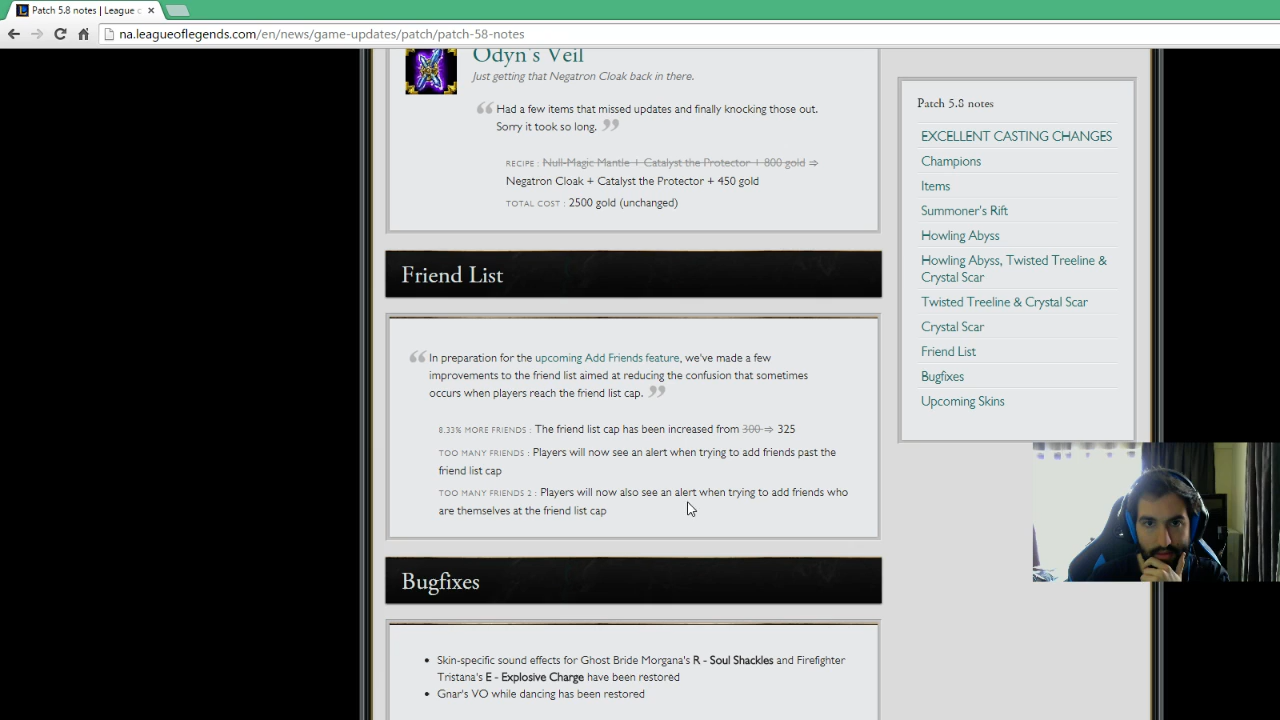 Patch 5.8 notes | League c
na.leagueoflegends.com/en/news/game-updates/patch/patch-58-notes
Odyn's Veil
Just getting that Negatron Cloak back in there.
Had a few items that missed updates and finally knocking those out.
Sorry it took so long.
RECIPE : Null-Magic Mantle + Catalyst the Protector + 800 gold ⇒
Negatron Cloak + Catalyst the Protector + 450 gold
TOTAL COST : 2500 gold (unchanged)
Friend List
In preparation for the upcoming Add Friends feature, we've made a few
improvements to the friend list aimed at reducing the confusion that sometimes
occurs when players reach the friend list cap.
8.33% MORE FRIENDS : The friend list cap has been increased from 300 ⇒ 325
TOO MANY FRIENDS : Players will now see an alert when trying to add friends past the
friend list cap
TOO MANY FRIENDS 2 : Players will now also see an alert when trying to add friends who
are themselves at the friend list cap
Bugfixes
Skin-specific sound effects for Ghost Bride Morgana's R - Soul Shackles and Firefighter
Tristana's E - Explosive Charge have been restored
Gnar's VO while dancing has been restored
Patch 5.8 notes
EXCELLENT CASTING CHANGES
Champions
Items
Summoner's Rift
Howling Abyss
Howling Abyss, Twisted Treeline &
Crystal Scar
Twisted Treeline & Crystal Scar
Crystal Scar
Friend List
Bugfixes
Upcoming Skins